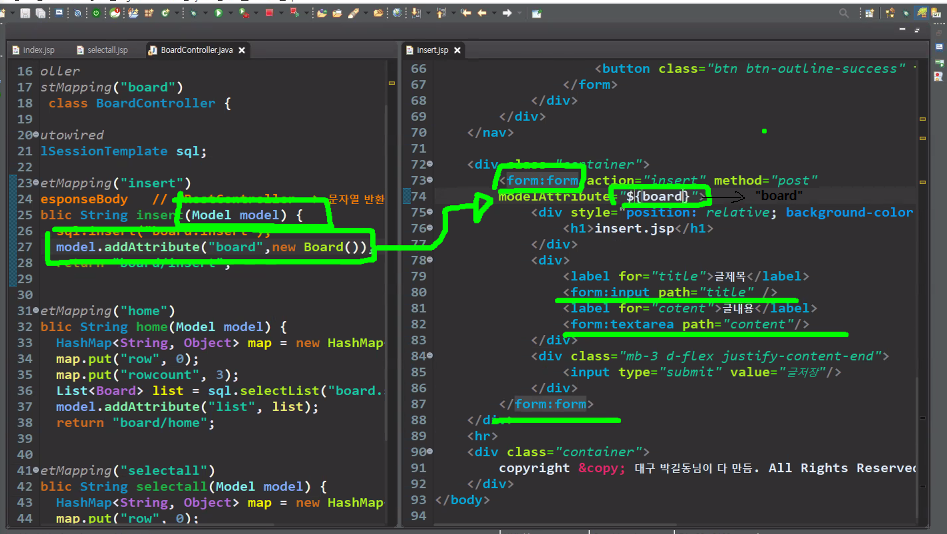 index.jsp selectall.jsp BoardController.java
16 oller
17 stMapping("board")
18 class BoardController {
19
20 utowired
21 lSessionTemplate sql;
22
23 etMapping("insert")
24 esponseBody // RestController 문자열 반환
25 blic String insert(Model model) {
26 sql.insert("board.insert");
27 model.addAttribute("board",new Board());
28 return "board/insert";
29
30
31 etMapping("home")
32 blic String home(Model model) {
33 HashMap<String, Object> map = new HashMap
34 map.put("row", 0);
35 map.put("rowcount", 3);
36 List<Board> list = sql.selectList("board.
37 model.addAttribute("list", list);
38 return "board/home";
39
40
41 etMapping("selectall")
42 blic String selectall(Model model) {
43 HashMap<String, Object> map = new HashMap
44 map.put("row", 0);
insert.jsp
66 <button class="btn btn-outline-success"
67 </form>
68 </div>
69 </div>
70 </nav>
71
72 <div class="container">
73 <form:form action="insert" method="post"
74 modelAttribute="${board}"> "board"
75 <div style="position: relative; background-color
76 <h1>insert.jsp</h1>
77 </div>
78 <div>
79 <label for="title">글제목</label>
80 <form:input path="title" />
81 <label for="cotent">글내용</label>
82 <form:textarea path="content"/>
83 </div>
84 <div class="mb-3 d-flex justify-content-end">
85 <input type="submit" value="글저장"/>
86 </div>
87 </form:form>
88 </div>
89 <hr>
90 <div class="container">
91 copyright &copy; 대구 박길동님이 다 만듬. All Rights Reserved
92 </div>
93 </body>
94